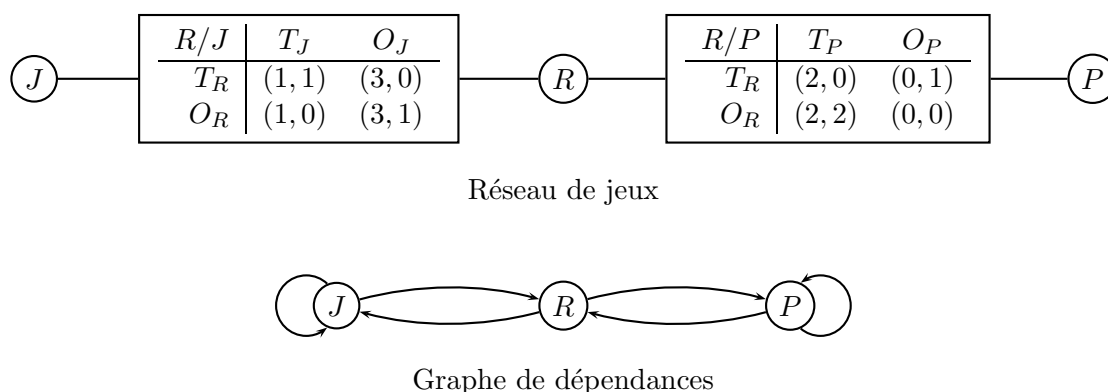 R/J T_J O_J R/P T_P O_P
J T_R (1, 1) (3, 0) R T_R (2, 0) (0, 1) P
O_R (1, 0) (3, 1) O_R (2, 2) (0, 0)
Réseau de jeux
J R P
Graphe de dépendances